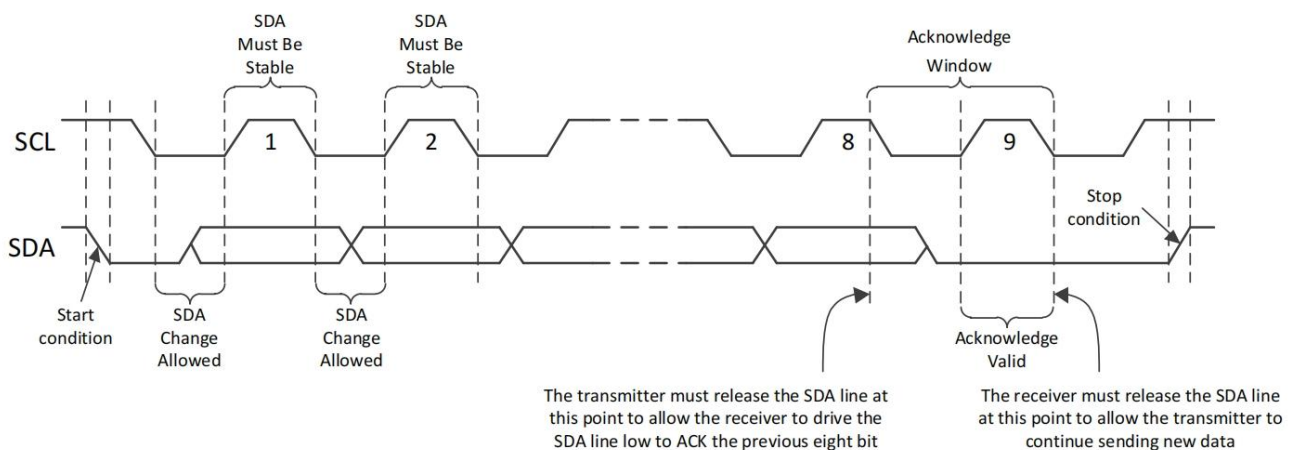 SDA
Must Be
Stable
SDA
Must Be
Stable
Acknowledge
Window
SCL
1
2
8
9
SDA
Stop
condition
Start
condition
SDA
Change
Allowed
SDA
Change
Allowed
Acknowledge
Valid
The transmitter must release the SDA line at
this point to allow the receiver to drive the
SDA line low to ACK the previous eight bit
The receiver must release the SDA line
at this point to allow the transmitter to
continue sending new data